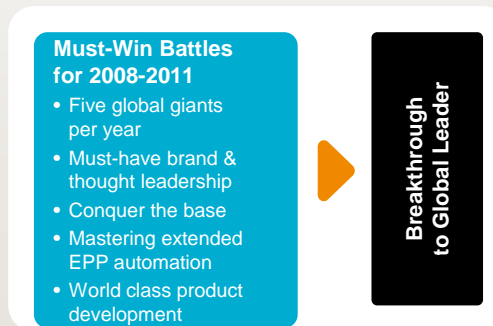 Must-Win Battles
for 2008-2011
• Five global giants
per year
• Must-have brand &
thought leadership
• Conquer the base
• Mastering extended
EPP automation
• World class product
development
Breakthrough
to Global Leader